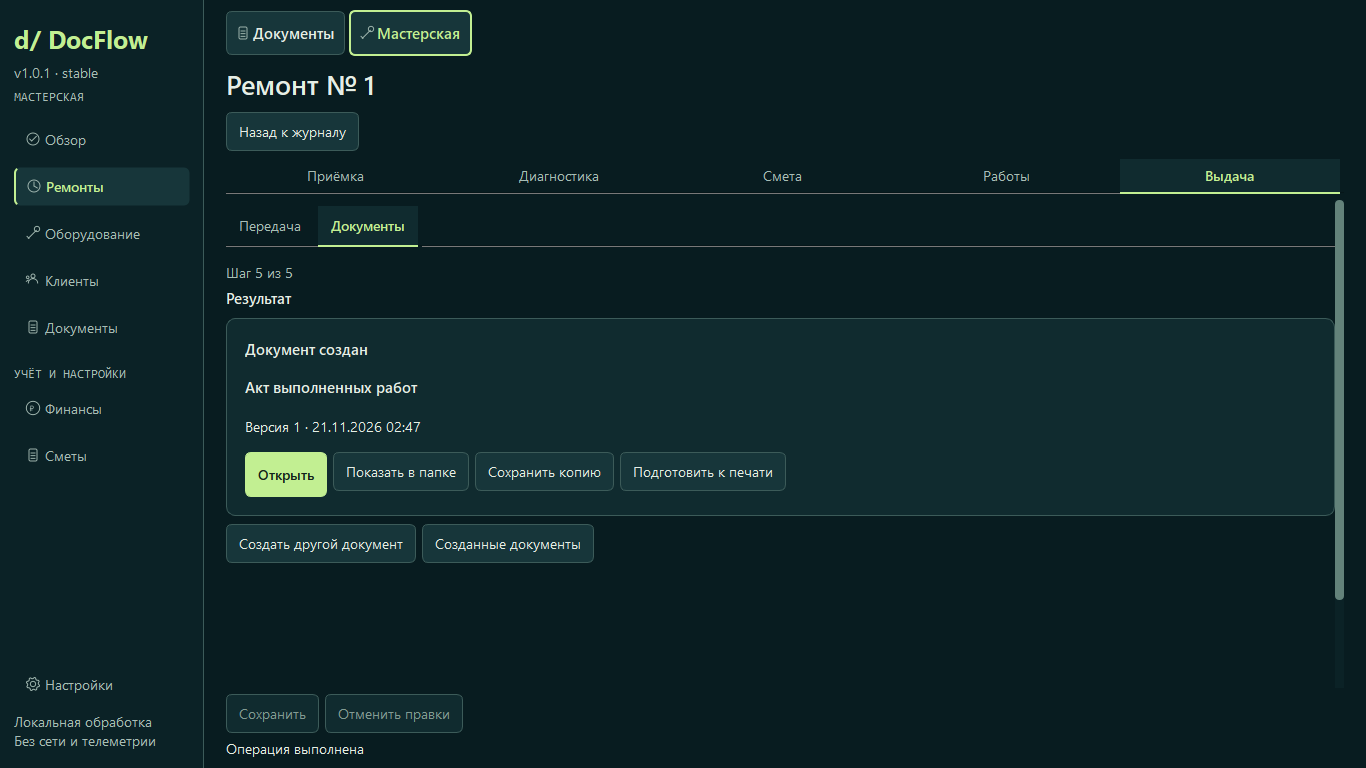 d/ DocFlow
v1.0.1 · stable
МАСТЕРСКАЯ
Обзор
Ремонты
Оборудование
Клиенты
Документы
УЧЁТ И НАСТРОЙКИ
Финансы
Сметы
Настройки
Локальная обработка
Без сети и телеметрии
Документы Мастерская
Ремонт № 1
Назад к журналу
Приёмка Диагностика Смета Работы Выдача
Передача Документы
Шаг 5 из 5
Результат
Документ создан
Акт выполненных работ
Версия 1 · 21.11.2026 02:47
Открыть Показать в папке Сохранить копию Подготовить к печати
Создать другой документ Созданные документы
Сохранить Отменить правки
Операция выполнена